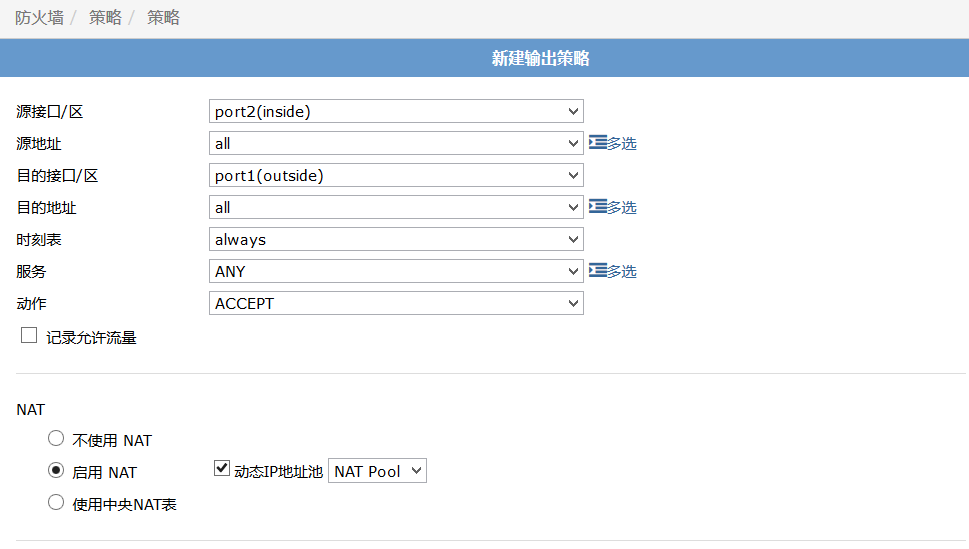 防火墙 / 策略 / 策略
新建输出策略
源接口/区 port2(inside)
源地址 all 多选
目的接口/区 port1(outside)
目的地址 all 多选
时刻表 always
服务 ANY 多选
动作 ACCEPT
记录允许流量
NAT
不使用 NAT
启用 NAT 动态IP地址池 NAT Pool
使用中央NAT表